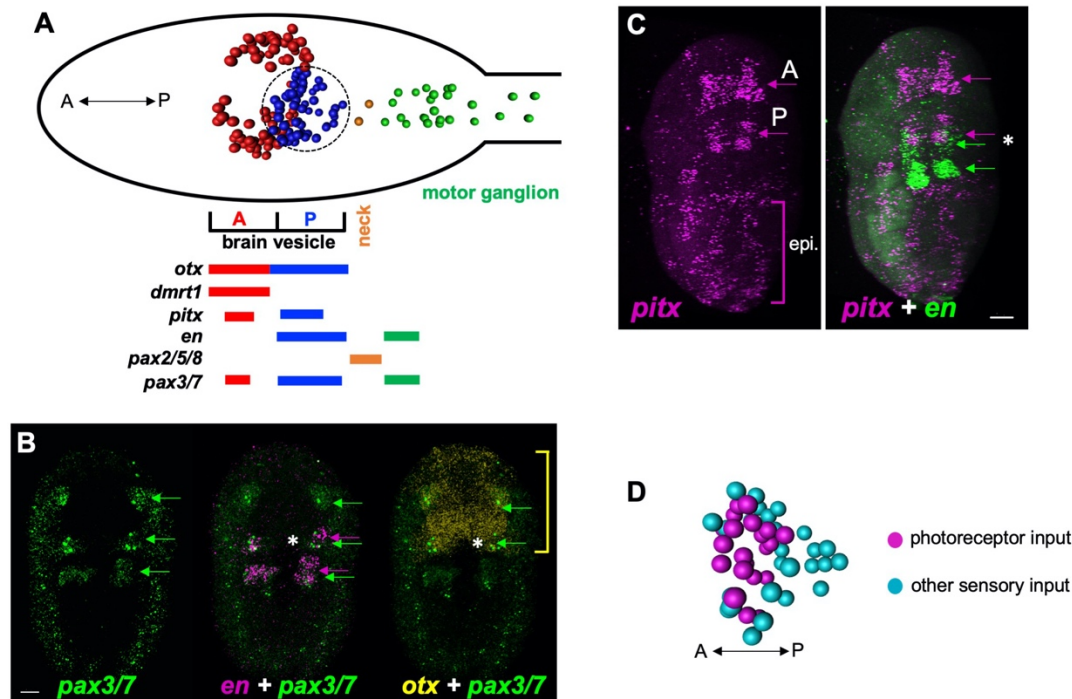 A
A P
motor ganglion
A P
brain vesicle
neck
otx
dmrt1
pitx
en
pax2/5/8
pax3/7
B
*
*
pax3/7
en + pax3/7
otx + pax3/7
C
A
P
*
epi.
pitx
pitx + en
D
photoreceptor input
other sensory input
A P